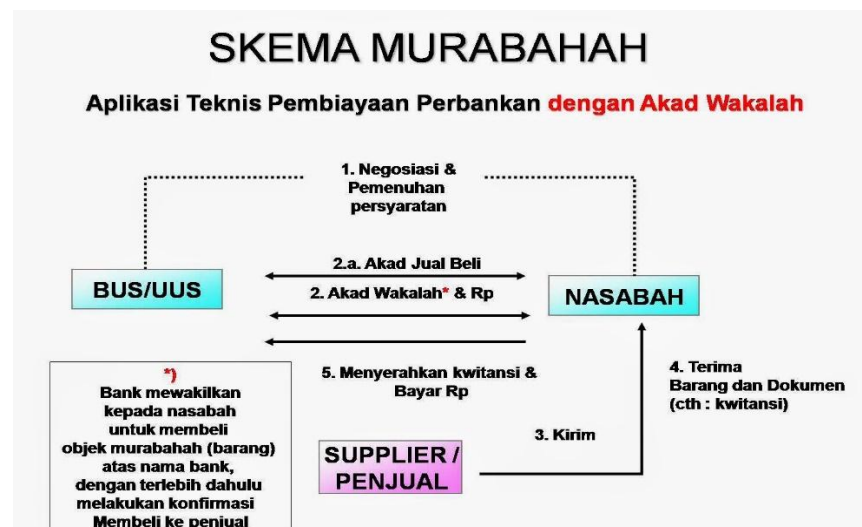 SKEMA MURABAHAH
Aplikasi Teknis Pembiayaan Perbankan dengan Akad Wakalah
1. Negosiasi &
Pemenuhan
persyaratan
2.a. Akad Jual Beli
BUS/UUS
2. Akad Wakalah* & Rp
NASABAH
*)
Bank mewakilkan
kepada nasabah
untuk membeli
objek murabahah (barang)
atas nama bank,
dengan terlebih dahulu
melakukan konfirmasi
Membeli ke penjual
5. Menyerahkan kwitansi &
Bayar Rp
4. Terima
Barang dan Dokumen
(cth : kwitansi)
3. Kirim
SUPPLIER /
PENJUAL